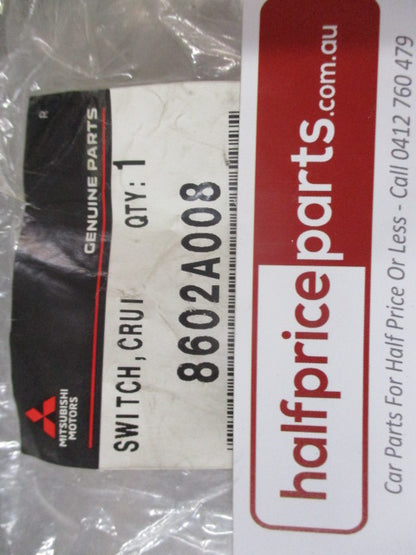 R
GENUINE PARTS
MITSUBISHI
MOTORS
SWITCH,CRUI QTY:1
8602A008
halfpriceparts.com.au
Car Parts For Half Price Or Less - Call 0412 760 479